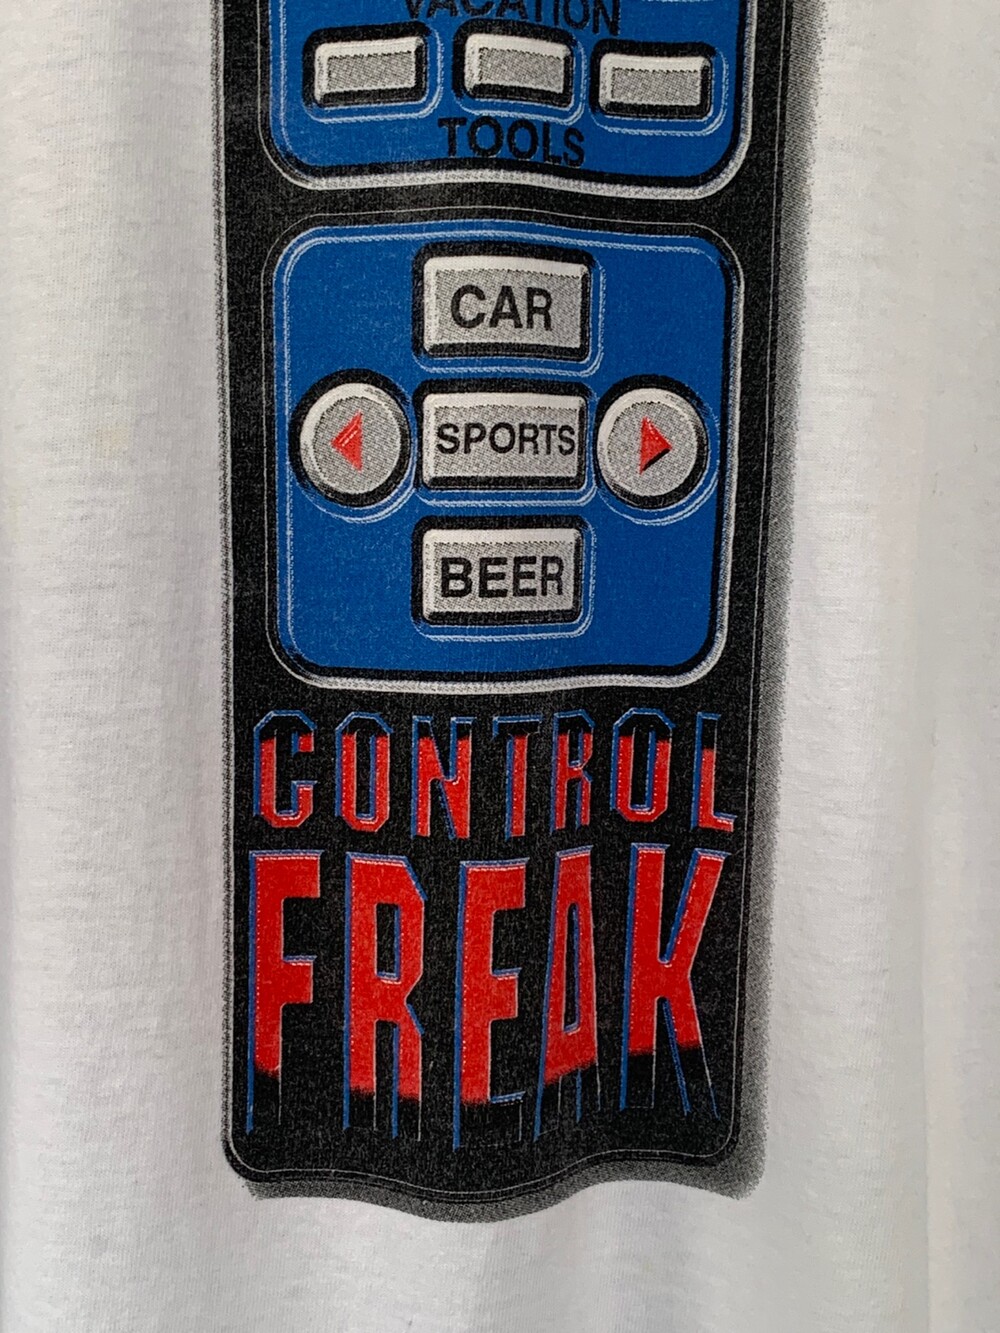 VACATION
TOOLS
CAR
SPORTS
BEER
CONTROL
FREAK